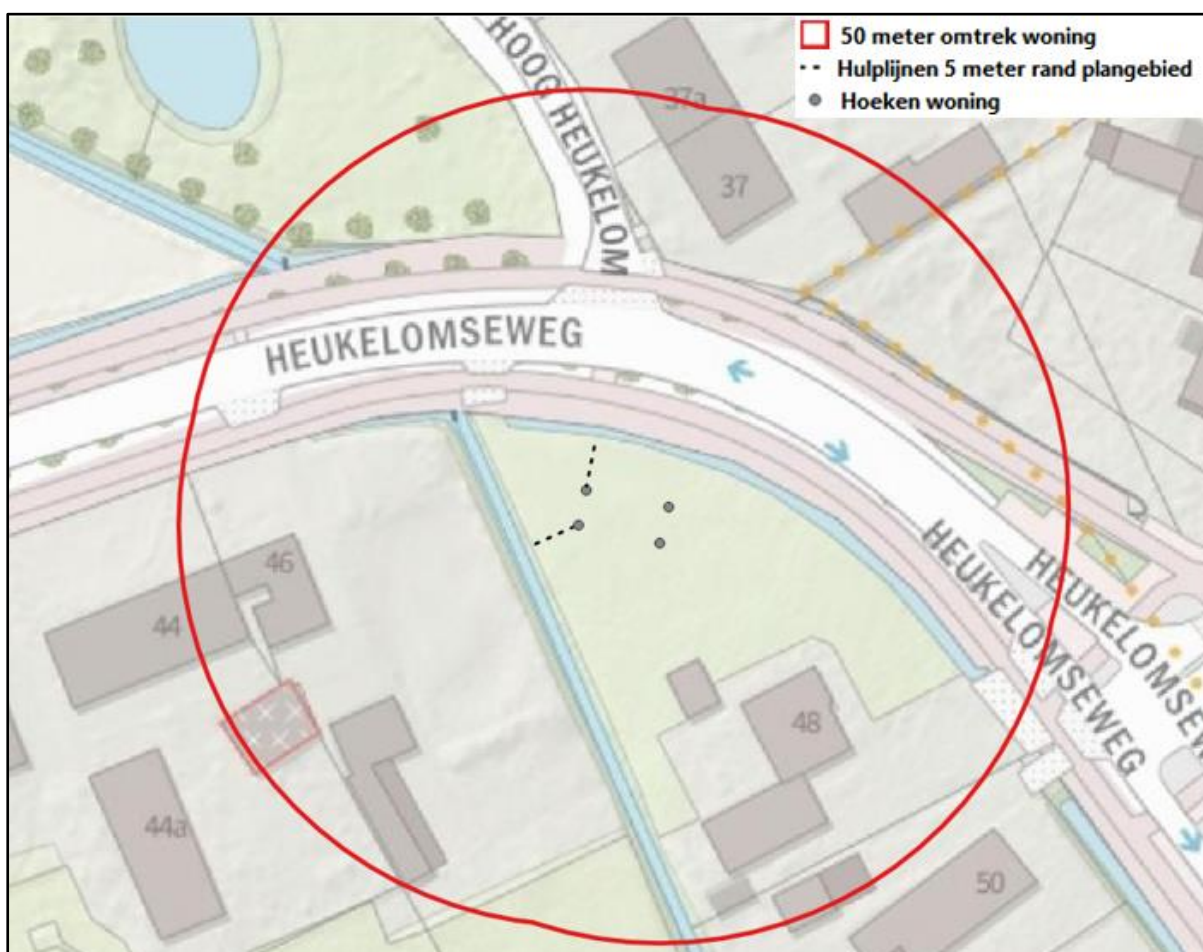 50 meter omtrek woning
Hulplijnen 5 meter rand plangebied
Hoeken woning
HOOG HEUKELOM
37a
37
HEUKELOMSEWEG
46
44
HEUKELOMSEWEG
HEUKELOMSEW
48
44a
50